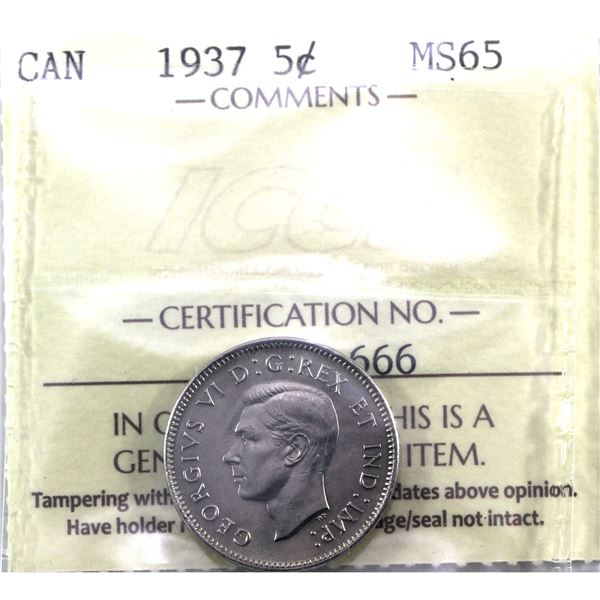 CAN 1937 5¢ MS65
— COMMENTS —
ICCS
— CERTIFICATION NO. —
666
GEORGIVS VI D:G:REX ET IND:IMP:
IN HIS IS A
GEN ITEM.
Tampering with dates above opinion.
Have holder seal not intact.